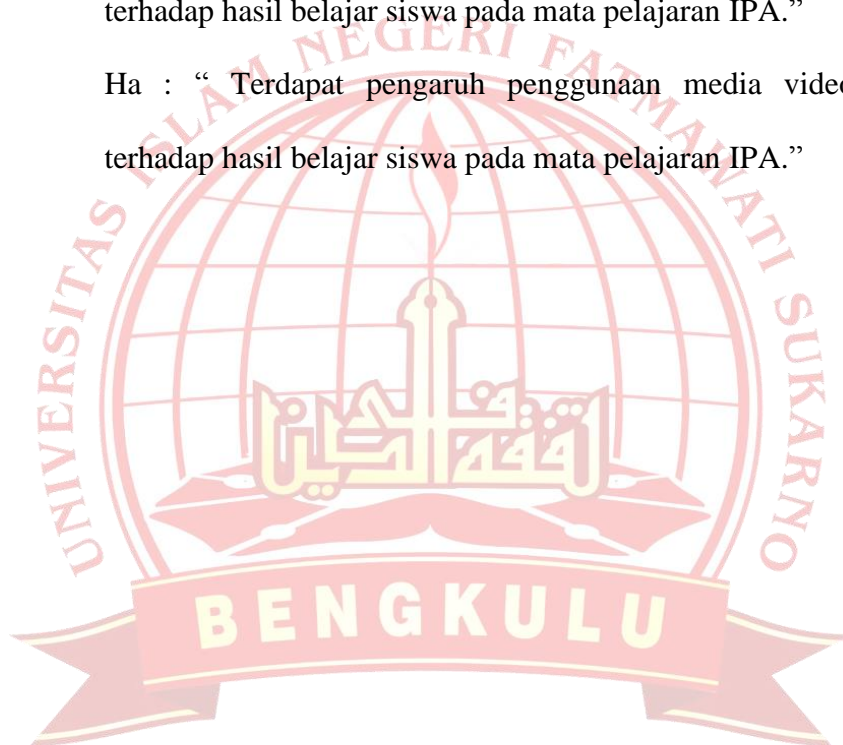 terhadap hasil belajar siswa pada mata pelajaran IPA.”
Ha : “ Terdapat pengaruh penggunaan media video
terhadap hasil belajar siswa pada mata pelajaran IPA.”
UNIVERSITAS ISLAM NEGERI FATMAWATI SUKARNO
BENGKULU